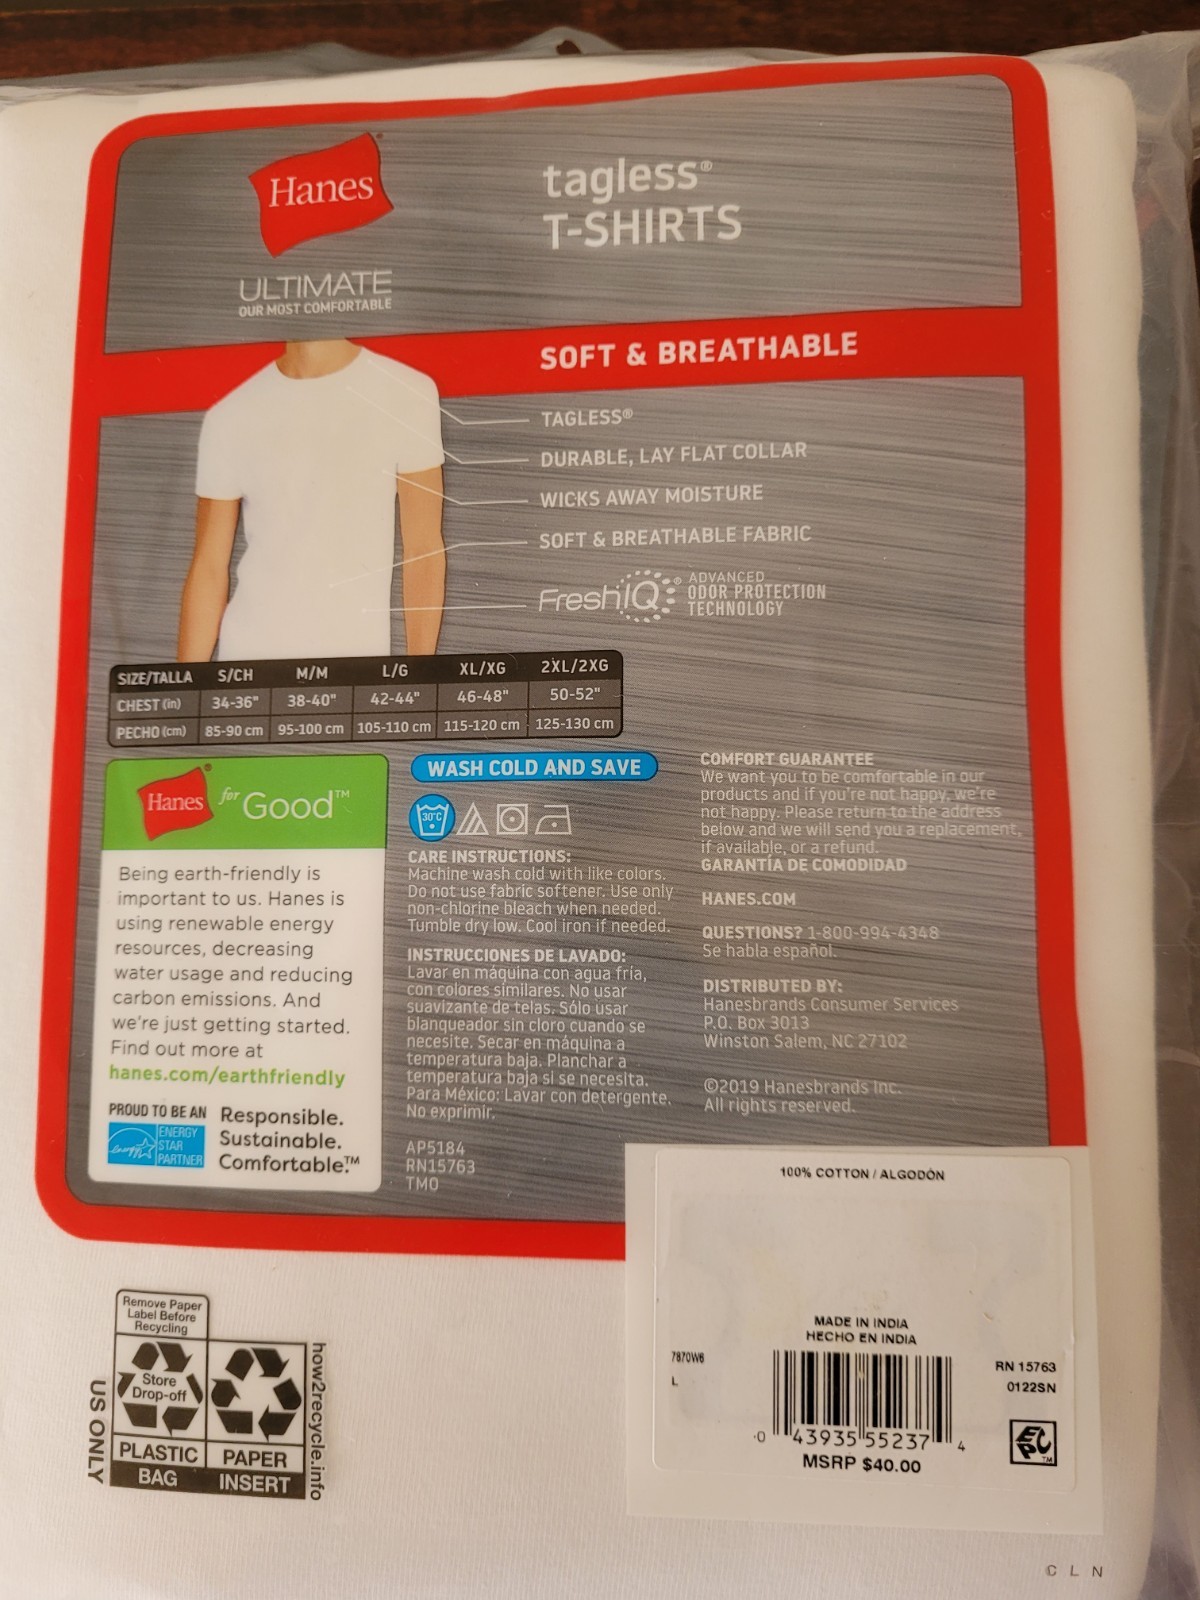 Hanes®
ULTIMATE
OUR MOST COMFORTABLE
tagless®
T-SHIRTS
SOFT & BREATHABLE
TAGLESS®
DURABLE, LAY FLAT COLLAR
WICKS AWAY MOISTURE
SOFT & BREATHABLE FABRIC
FreshIQ® ADVANCED
ODOR PROTECTION
TECHNOLOGY
SIZE/TALLA S/CH M/M L/G XL/XG 2XL/2XG
CHEST (in) 34-36" 38-40" 42-44" 46-48" 50-52"
PECHO (cm) 85-90 cm 95-100 cm 105-110 cm 115-120 cm 125-130 cm
Hanes® for Good™
Being earth-friendly is
important to us. Hanes is
using renewable energy
resources, decreasing
water usage and reducing
carbon emissions. And
we're just getting started.
Find out more at
hanes.com/earthfriendly
PROUD TO BE AN
energy
ENERGY
STAR
PARTNER
Responsible.
Sustainable.
Comfortable.™
WASH COLD AND SAVE
30°C
CARE INSTRUCTIONS:
Machine wash cold with like colors.
Do not use fabric softener. Use only
non-chlorine bleach when needed.
Tumble dry low. Cool iron if needed.
INSTRUCCIONES DE LAVADO:
Lavar en máquina con agua fría,
con colores similares. No usar
suavizante de telas. Sólo usar
blanqueador sin cloro cuando se
necesite. Secar en máquina a
temperatura baja. Planchar a
temperatura baja si se necesita.
Para México: Lavar con detergente.
No exprimir.
AP5184
RN15763
TMO
COMFORT GUARANTEE
We want you to be comfortable in our
products and if you're not happy, we're
not happy. Please return to the address
below and we will send you a replacement,
if available, or a refund.
GARANTÍA DE COMODIDAD
HANES.COM
QUESTIONS? 1-800-994-4348
Se habla español.
DISTRIBUTED BY:
Hanesbrands Consumer Services
P.O. Box 3013
Winston Salem, NC 27102
©2019 Hanesbrands Inc.
All rights reserved.
100% COTTON / ALGODÓN
MADE IN INDIA
HECHO EN INDIA
7870W6
L
RN 15763
0122SN
0 43935 55237 4
MSRP $40.00
EPC™
Remove Paper
Label Before
Recycling
Store
Drop-off
PLASTIC
BAG
PAPER
INSERT
US ONLY
how2recycle.info
C L N